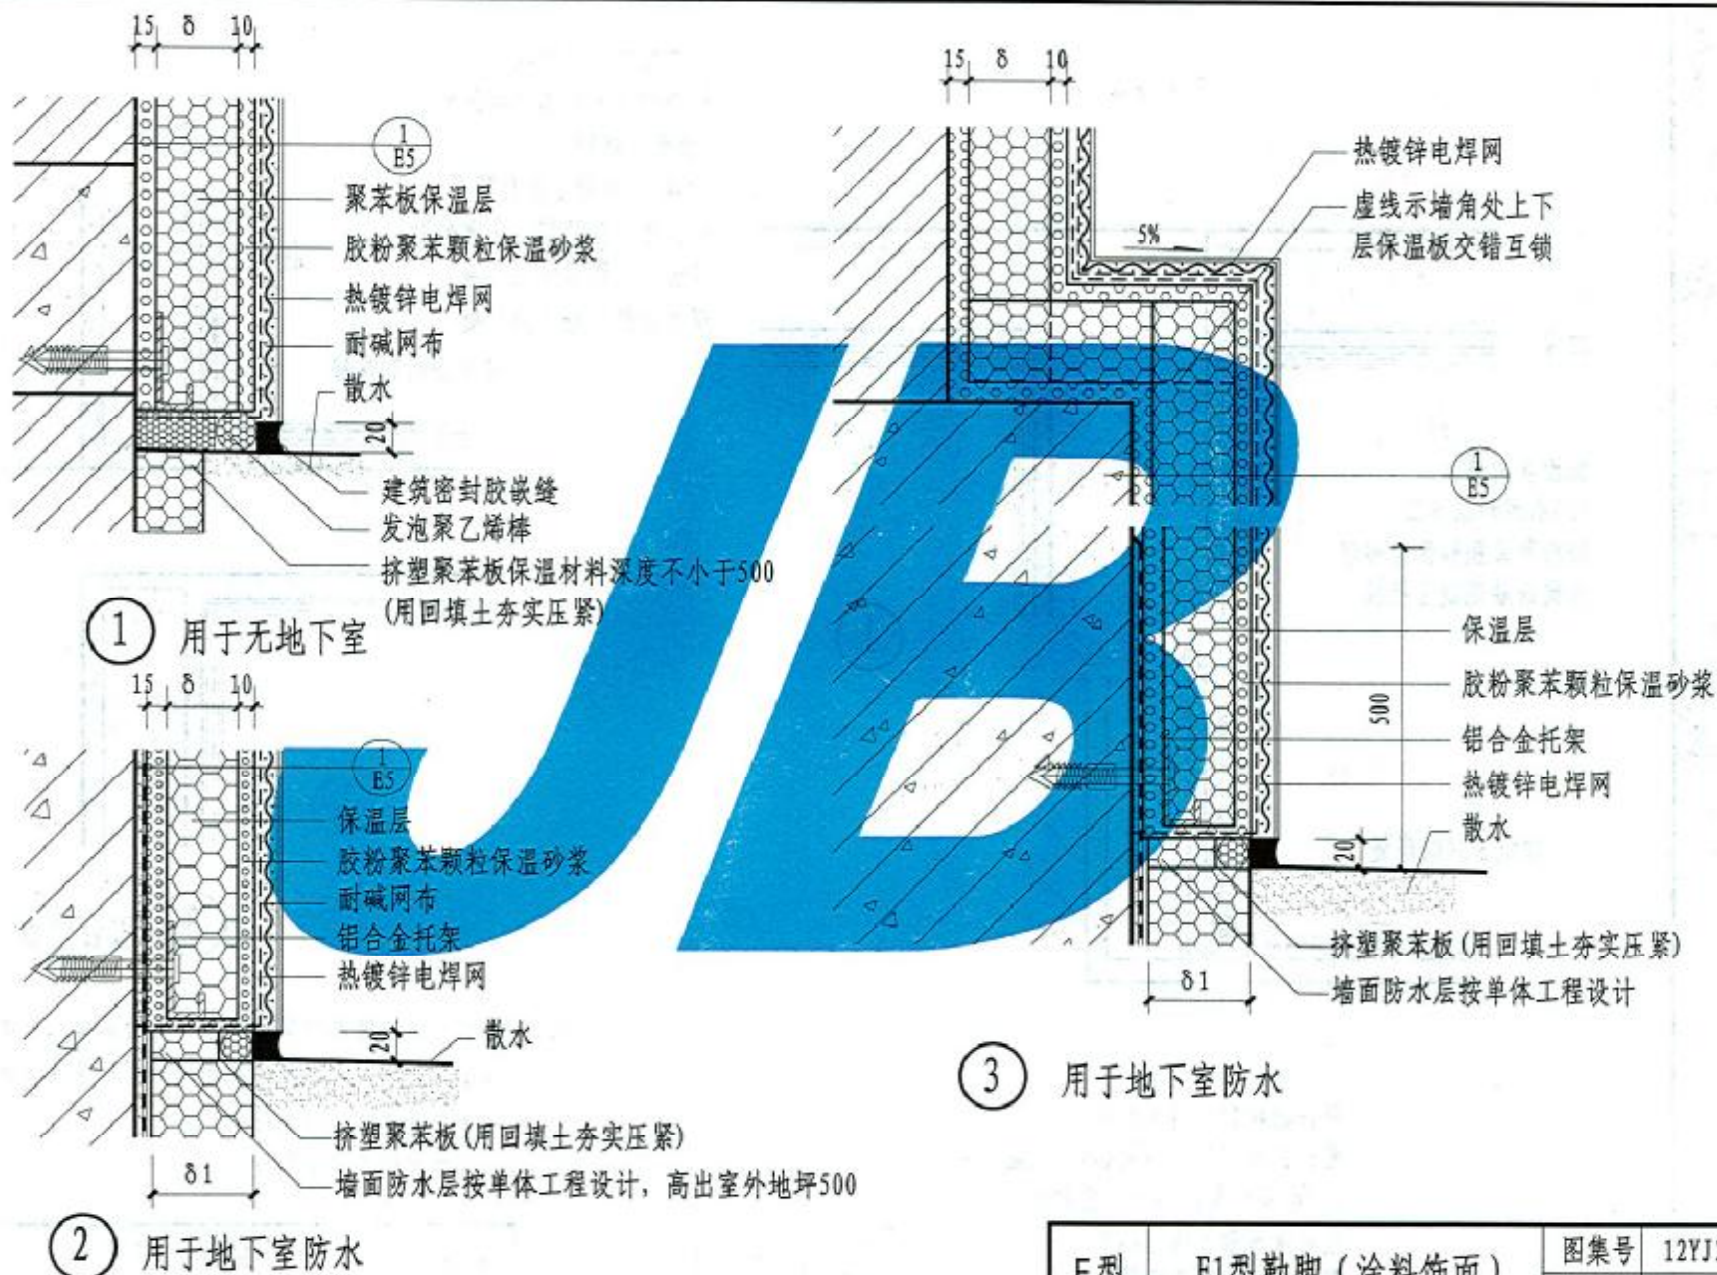 15 δ 10
1
E5
聚苯板保温层
胶粉聚苯颗粒保温砂浆
热镀锌电焊网
耐碱网布
散水
20
建筑密封胶嵌缝
发泡聚乙烯棒
挤塑聚苯板保温材料深度不小于500
(用回填土夯实压紧)
1 用于无地下室
15 δ 10
1
E5
保温层
胶粉聚苯颗粒保温砂浆
耐碱网布
铝合金托架
热镀锌电焊网
20
散水
挤塑聚苯板(用回填土夯实压紧)
δ1
墙面防水层按单体工程设计, 高出室外地坪500
2 用于地下室防水
15 δ 10
热镀锌电焊网
虚线示墙角处上下
层保温板交错互锁
5%
1
E5
保温层
胶粉聚苯颗粒保温砂浆
500
铝合金托架
热镀锌电焊网
散水
20
挤塑聚苯板(用回填土夯实压紧)
δ1
墙面防水层按单体工程设计
3 用于地下室防水
JB
E型
E1型勒脚(涂料饰面)
图集号 12YJ